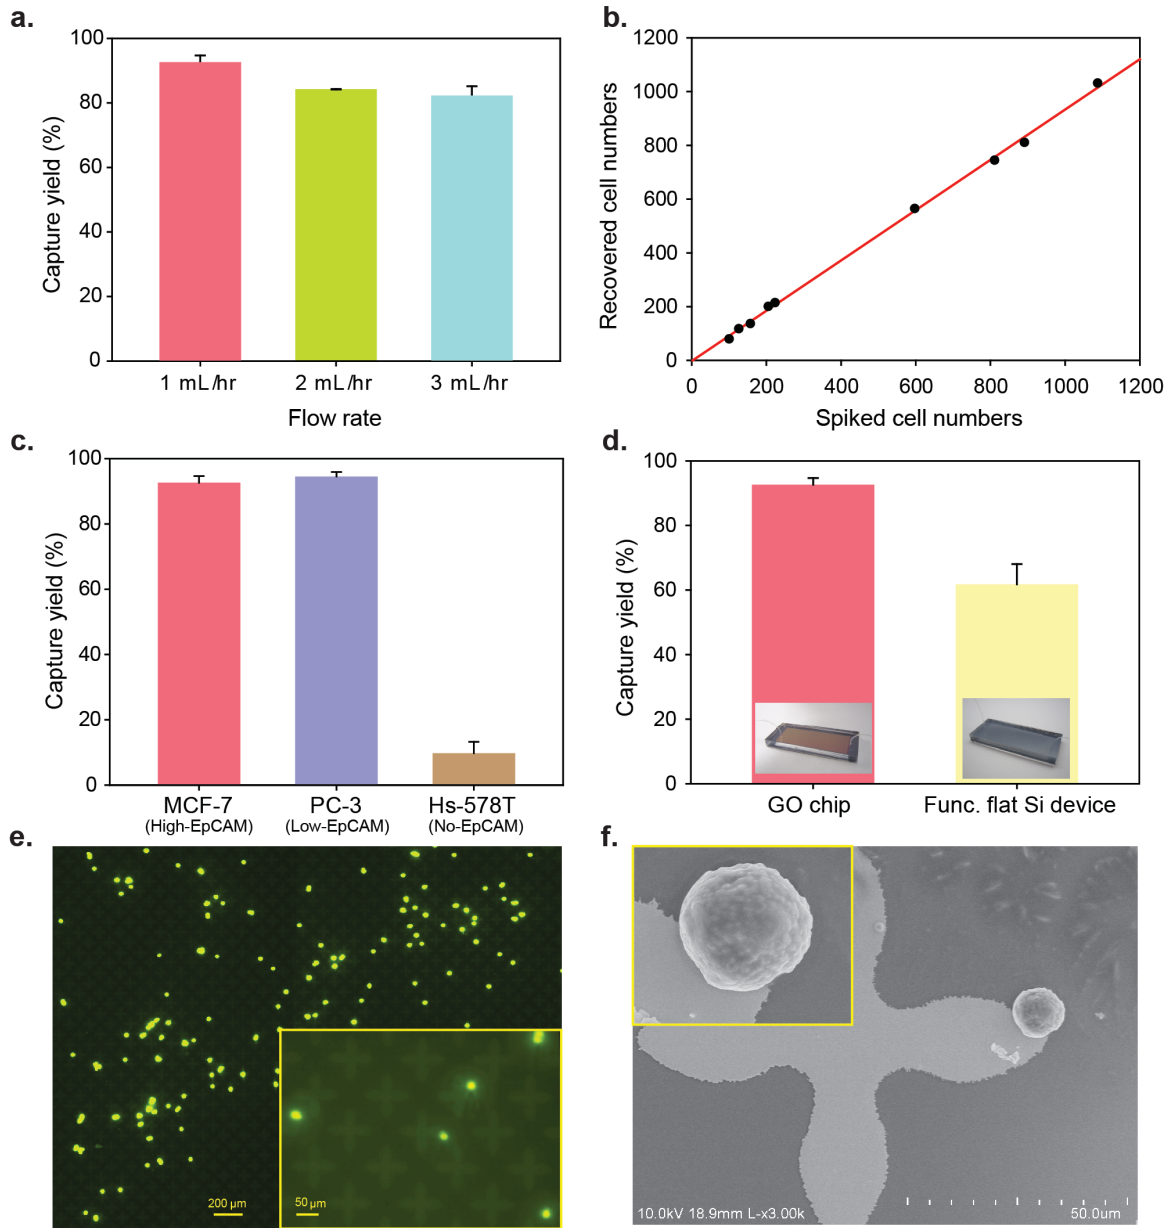 a.
100
80
60
40
20
0
Capture yield (%)
1 mL/hr
2 mL/hr
3 mL/hr
Flow rate
b.
1200
1000
800
600
400
200
0
Recovered cell numbers
0
200
400
600
800
1000
1200
Spiked cell numbers
c.
100
80
60
40
20
0
Capture yield (%)
MCF-7
(High-EpCAM)
PC-3
(Low-EpCAM)
Hs-578T
(No-EpCAM)
d.
100
80
60
40
20
0
Capture yield (%)
GO chip
Func. flat Si device
e.
200 µm
50 µm
f.
10.0kV 18.9mm L-x3.00k
50.0um